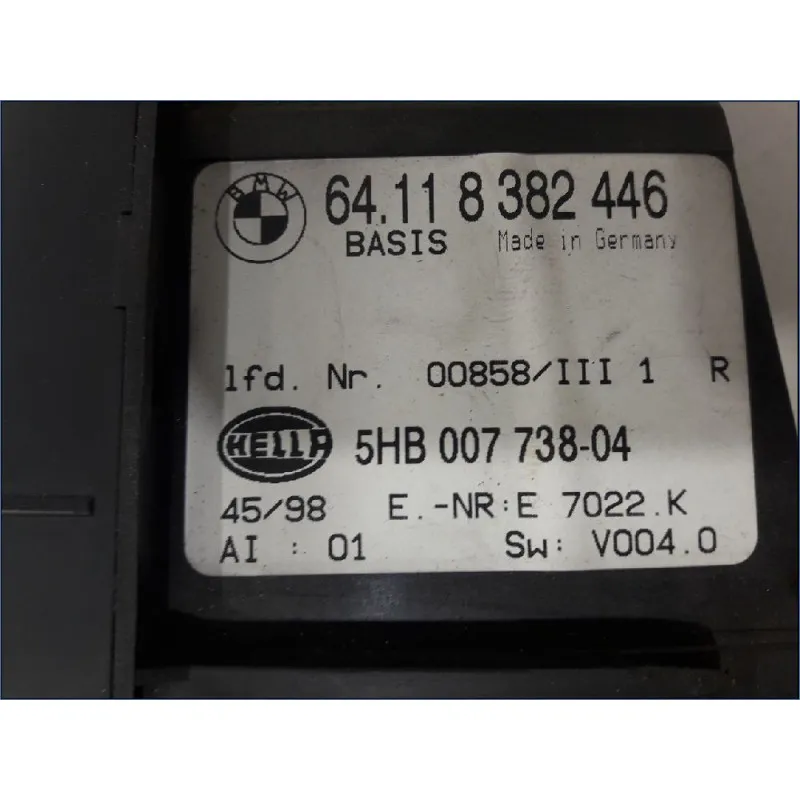 BMW
64.11 8 382 446
BASIS Made in Germany
lfd. Nr. 00858/III 1 R
HELLA 5HB 007 738-04
45/98 E.-NR:E 7022.K
AI : 01 Sw: V004.0